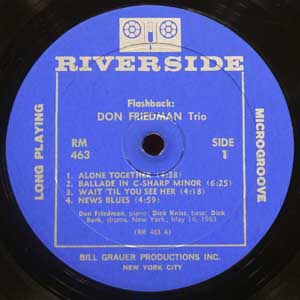 RIVERSIDE
Flashback:
DON FRIEDMAN Trio
RM
463
SIDE
1
LONG PLAYING
MICROGROOVE
1. ALONE TOGETHER (4:38)
2. BALLADE IN C-SHARP MINOR (6:25)
3. WAIT 'TIL YOU SEE HER (4:18)
4. NEWS BLUES (4:59)
Don Friedman, piano; Dick Kniss, bass; Dick
Berk, drums. New York; May 16, 1963
(RM 463 A)
BILL GRAUER PRODUCTIONS INC.
NEW YORK CITY